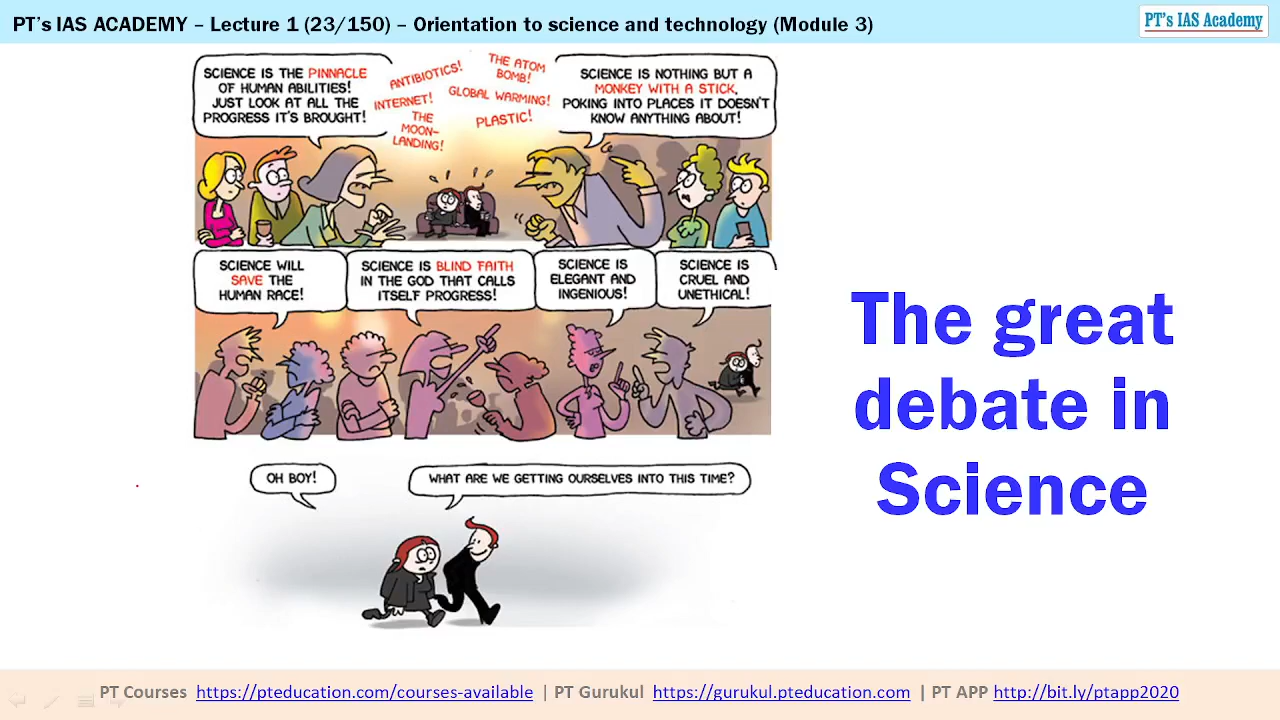 PT's IAS ACADEMY – Lecture 1 (23/150) – Orientation to science and technology (Module 3)
PT's IAS Academy
SCIENCE IS THE PINNACLE
OF HUMAN ABILITIES!
JUST LOOK AT ALL THE
PROGRESS IT'S BROUGHT!
ANTIBIOTICS!
INTERNET!
THE
MOON-
LANDING!
THE ATOM
BOMB!
GLOBAL WARMING!
PLASTIC!
SCIENCE IS NOTHING BUT A
MONKEY WITH A STICK,
POKING INTO PLACES IT DOESN'T
KNOW ANYTHING ABOUT!
SCIENCE WILL
SAVE THE
HUMAN RACE!
SCIENCE IS BLIND FAITH
IN THE GOD THAT CALLS
ITSELF PROGRESS!
SCIENCE IS
ELEGANT AND
INGENIOUS!
SCIENCE IS
CRUEL AND
UNETHICAL!
OH BOY!
WHAT ARE WE GETTING OURSELVES INTO THIS TIME?
The great
debate in
Science
PT Courses https://pteducation.com/courses-available | PT Gurukul https://gurukul.pteducation.com | PT APP http://bit.ly/ptapp2020